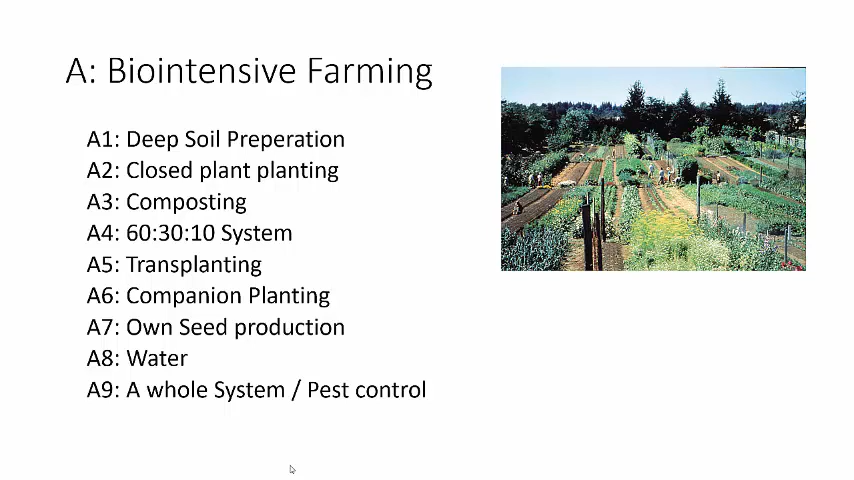 A: Biointensive Farming
A1: Deep Soil Preperation
A2: Closed plant planting
A3: Composting
A4: 60:30:10 System
A5: Transplanting
A6: Companion Planting
A7: Own Seed production
A8: Water
A9: A whole System / Pest control